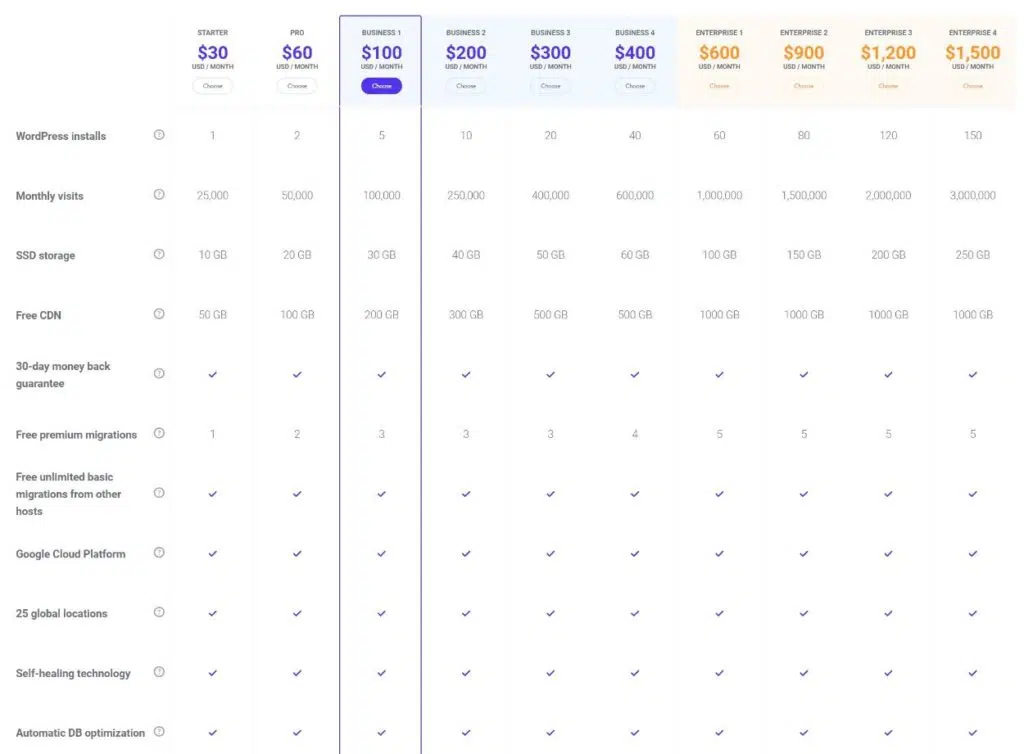 STARTER PRO BUSINESS 1 BUSINESS 2 BUSINESS 3 BUSINESS 4 ENTERPRISE 1 ENTERPRISE 2 ENTERPRISE 3 ENTERPRISE 4
$30 $60 $100 $200 $300 $400 $600 $900 $1,200 $1,500
USD / MONTH USD / MONTH USD / MONTH USD / MONTH USD / MONTH USD / MONTH USD / MONTH USD / MONTH USD / MONTH USD / MONTH
Choose Choose Choose Choose Choose Choose Choose Choose Choose Choose
WordPress installs ? 1 2 5 10 20 40 60 80 120 150
Monthly visits ? 25,000 50,000 100,000 250,000 400,000 600,000 1,000,000 1,500,000 2,000,000 3,000,000
SSD storage ? 10 GB 20 GB 30 GB 40 GB 50 GB 60 GB 100 GB 150 GB 200 GB 250 GB
Free CDN ? 50 GB 100 GB 200 GB 300 GB 500 GB 500 GB 1000 GB 1000 GB 1000 GB 1000 GB
30-day money back
guarantee ?
Free premium migrations ? 1 2 3 3 3 4 5 5 5 5
Free unlimited basic
migrations from other ?
hosts
Google Cloud Platform ?
25 global locations ?
Self-healing technology ?
Automatic DB optimization ?